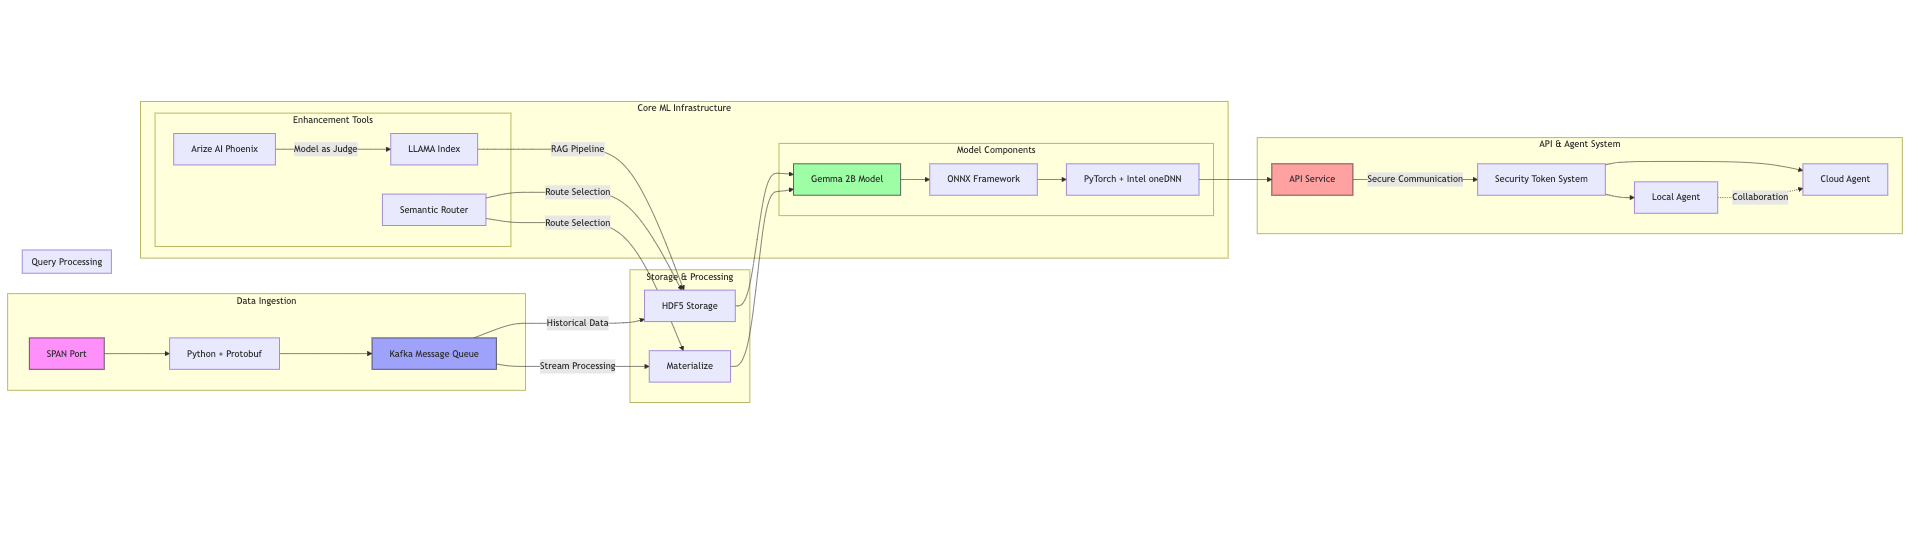 Core ML Infrastructure
Enhancement Tools
Arize AI Phoenix
Model as Judge
LLAMA Index
RAG Pipeline
Semantic Router
Route Selection
Route Selection
Model Components
Gemma 2B Model
ONNX Framework
PyTorch + Intel oneDNN
API & Agent System
API Service
Secure Communication
Security Token System
Local Agent
Collaboration
Cloud Agent
Query Processing
Data Ingestion
SPAN Port
Python + Protobuf
Kafka Message Queue
Historical Data
Stream Processing
Storage & Processing
HDF5 Storage
Materialize